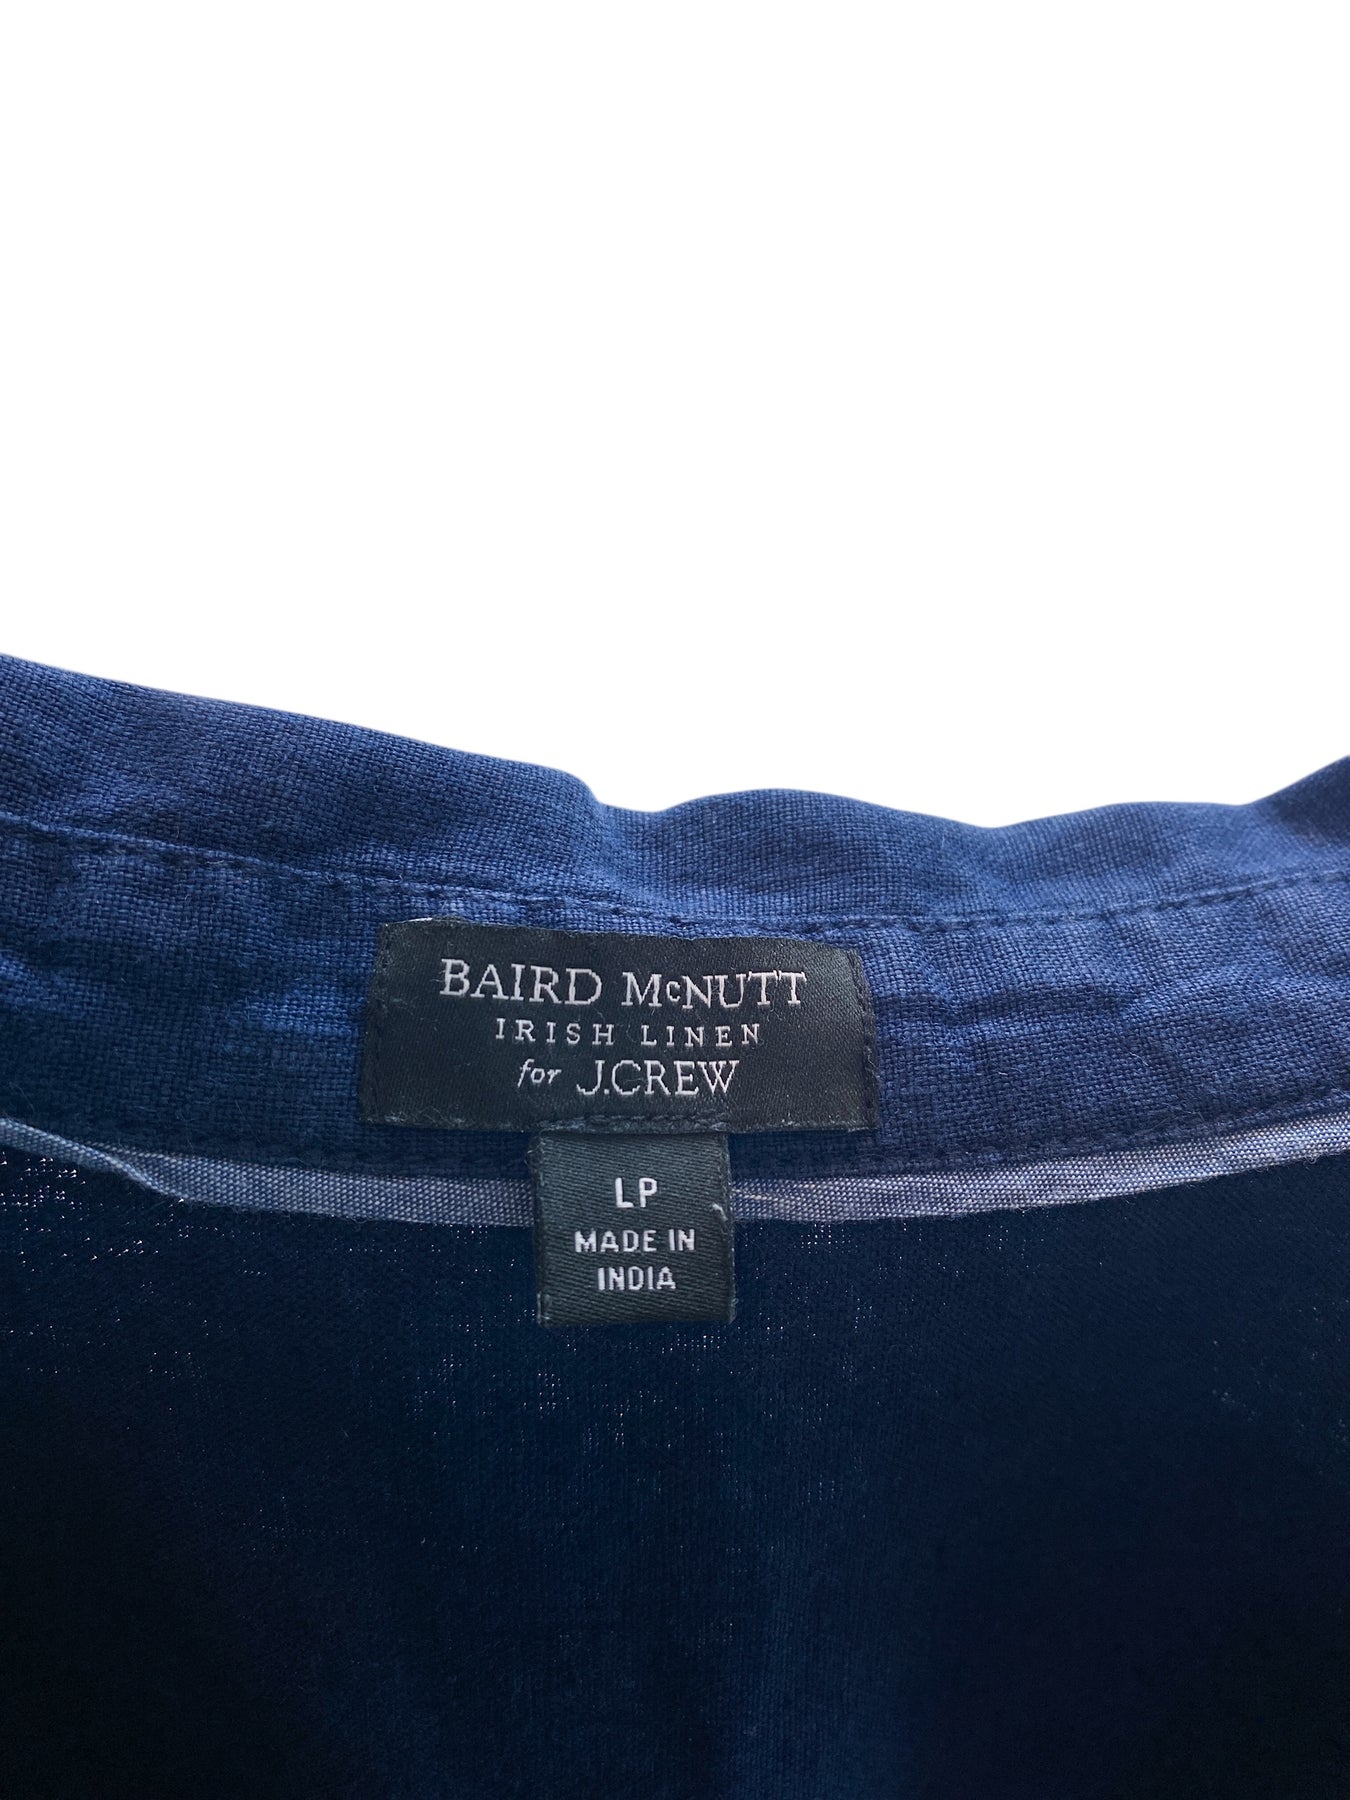 BAIRD McNUTT
IRISH LINEN
for J.CREW
LP
MADE IN
INDIA